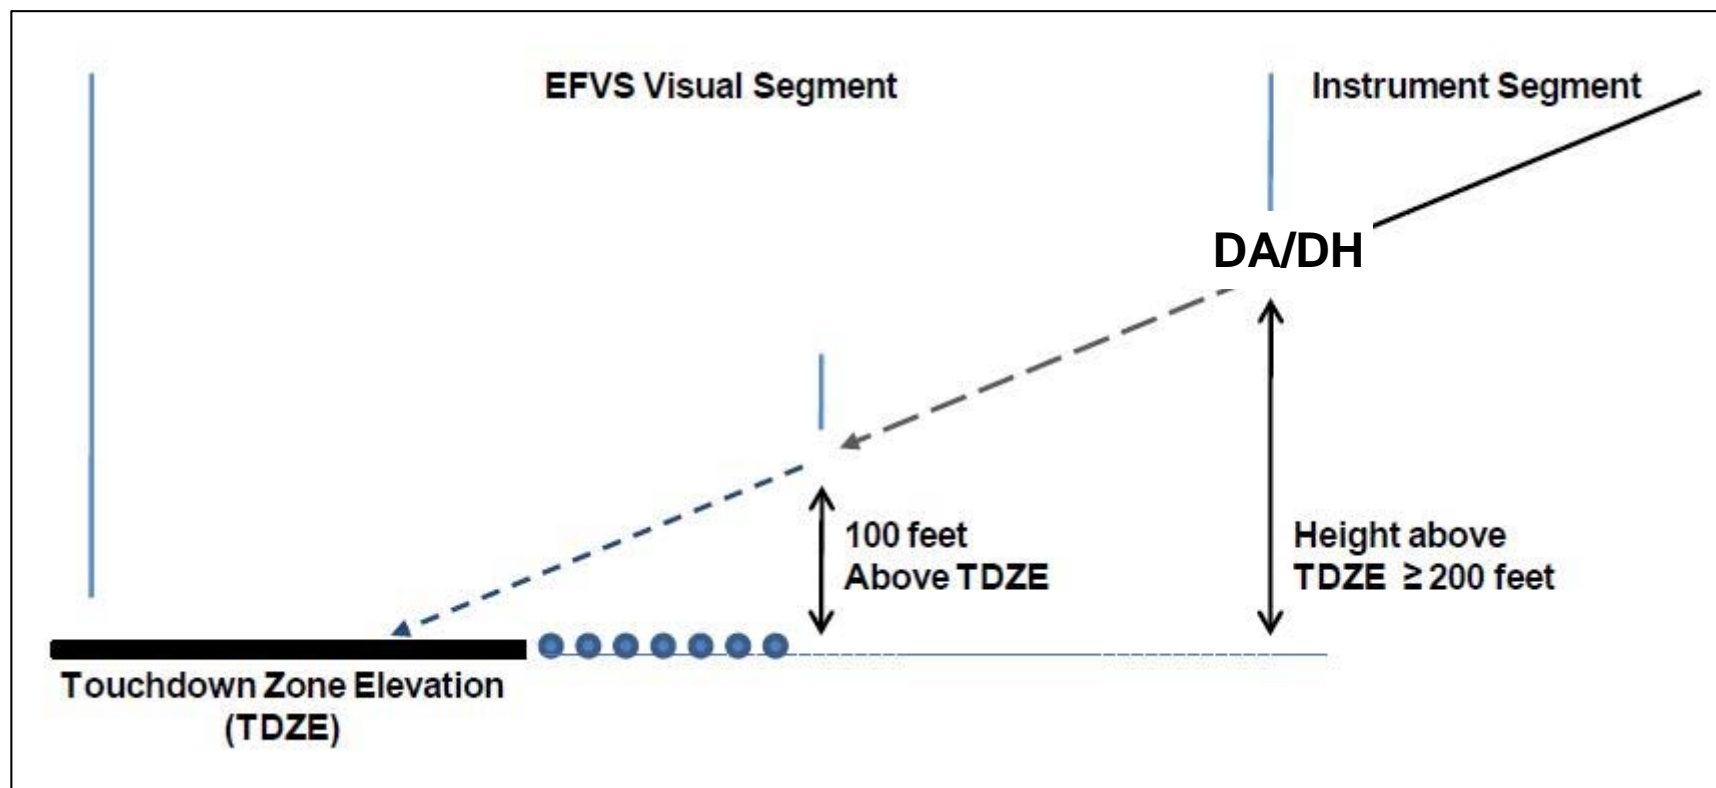 EFVS Visual Segment
Instrument Segment
DA/DH
100 feet
Above TDZE
Height above
TDZE ≥ 200 feet
Touchdown Zone Elevation
(TDZE)